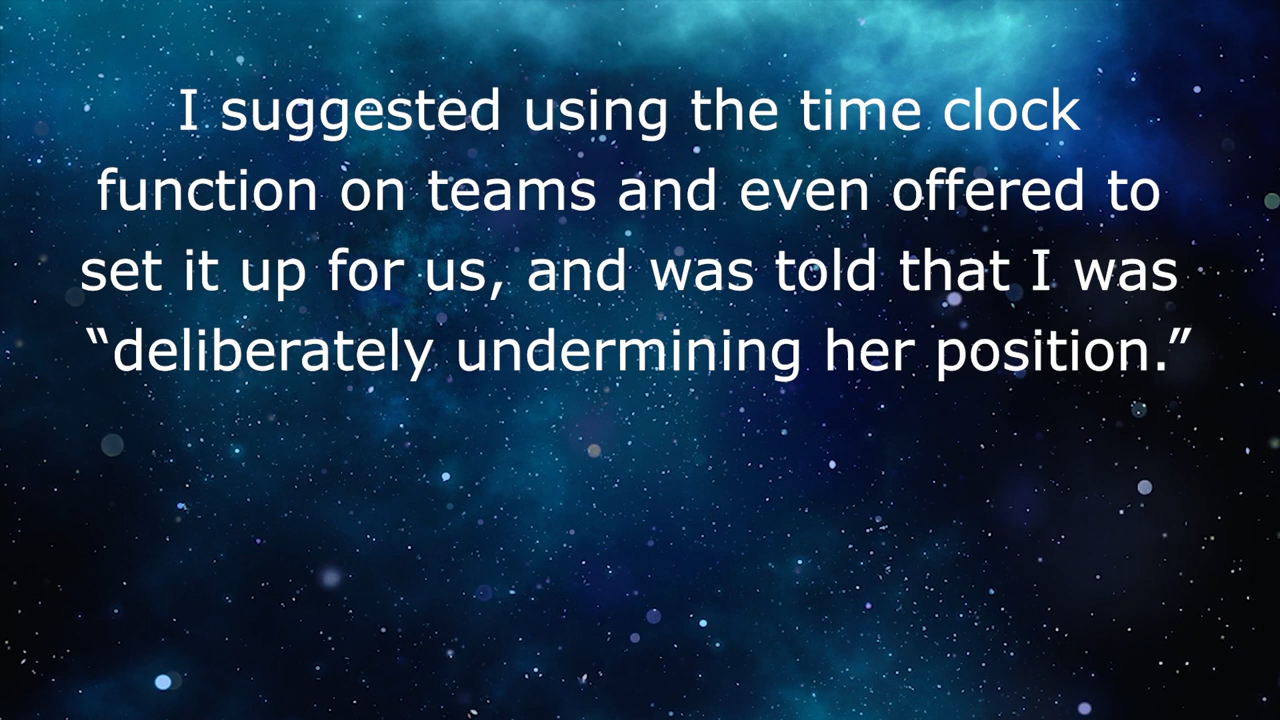 I suggested using the time clock
function on teams and even offered to
set it up for us, and was told that I was
“deliberately undermining her position.”